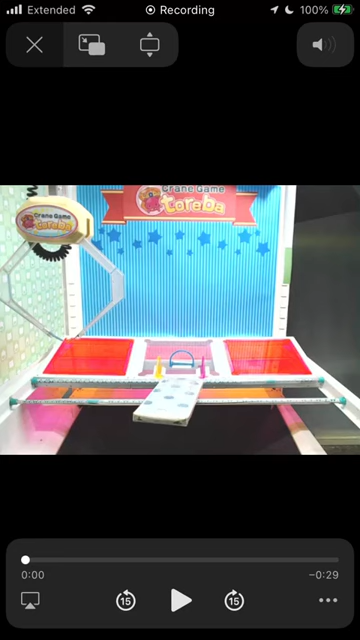 Extended
Recording
100%
Crane Game
toreba
Crane Game
toreba
0:00
-0:29
15
15